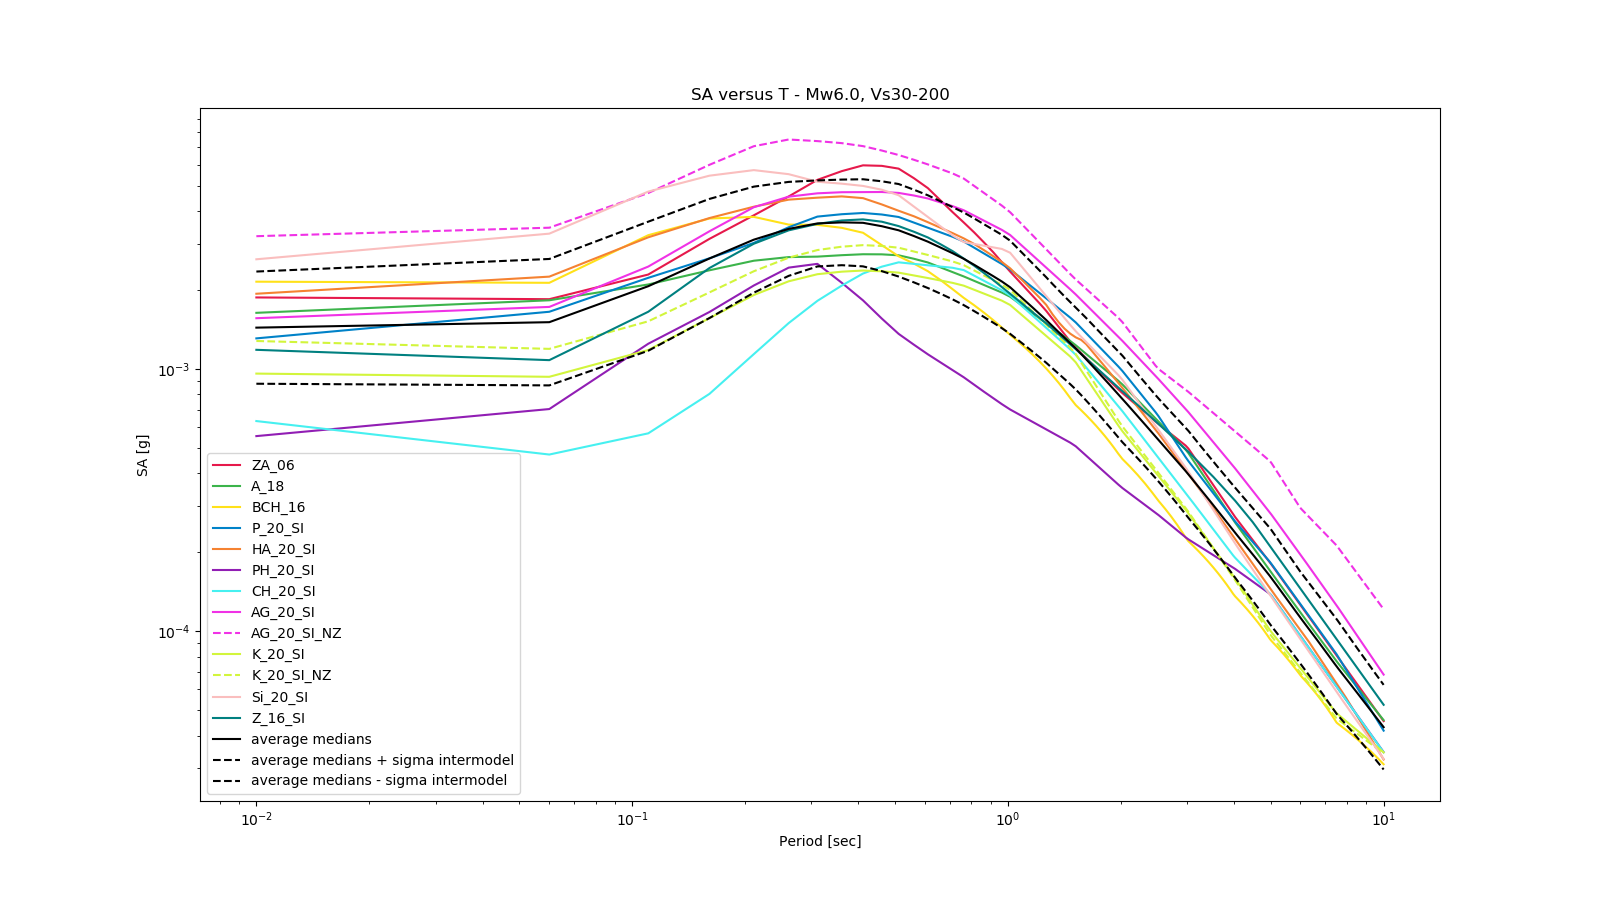 SA versus T - Mw6.0, Vs30-200
SA [g]
10⁻³
10⁻⁴
ZA_06
A_18
BCH_16
P_20_SI
HA_20_SI
PH_20_SI
CH_20_SI
AG_20_SI
AG_20_SI_NZ
K_20_SI
K_20_SI_NZ
Si_20_SI
Z_16_SI
average medians
average medians + sigma intermodel
average medians - sigma intermodel
10⁻² 10⁻¹ 10⁰ 10¹
Period [sec]